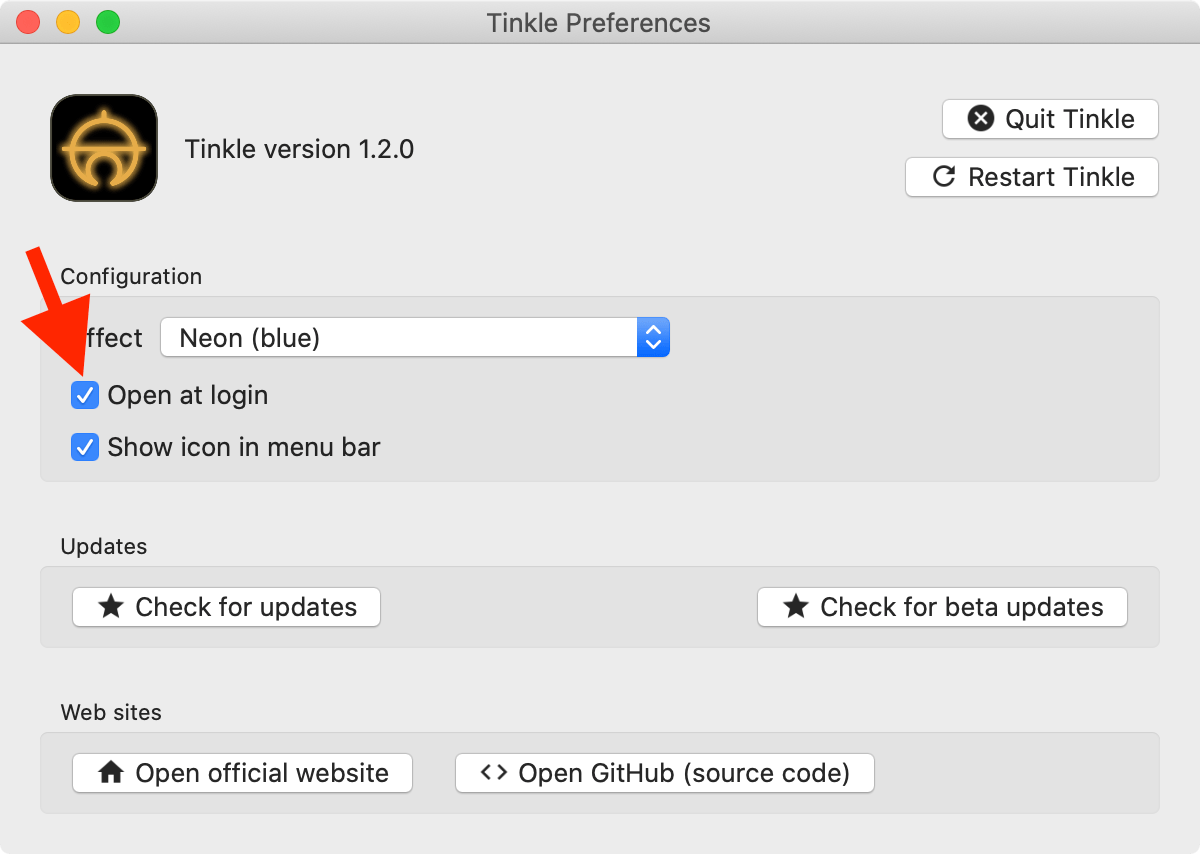 Tinkle Preferences
Tinkle version 1.2.0
Quit Tinkle
Restart Tinkle
Configuration
ffect Neon (blue)
Open at login
Show icon in menu bar
Updates
Check for updates Check for beta updates
Web sites
Open official website Open GitHub (source code)